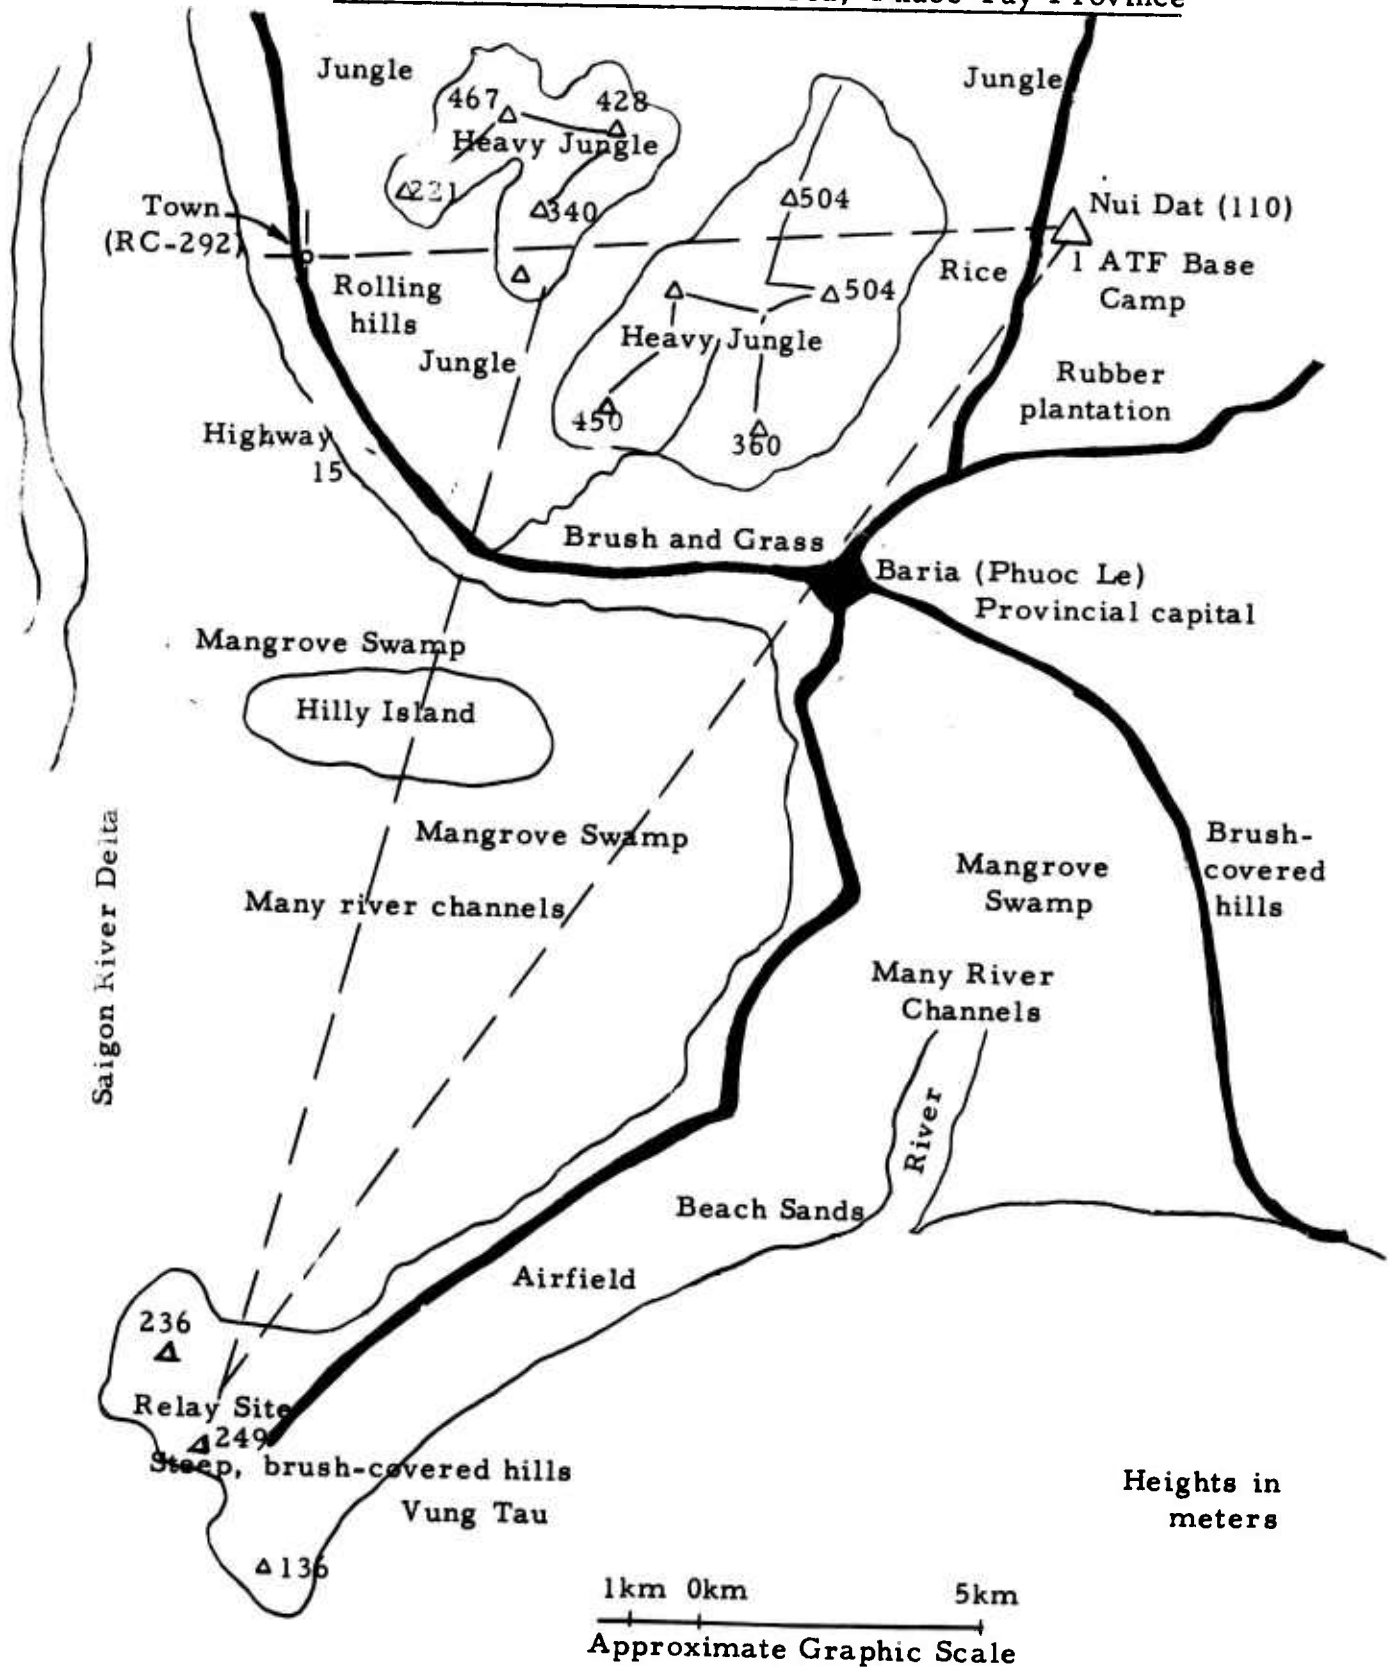 Tay Province
Jungle
Jungle
467
428
Heavy Jungle
221
340
504
Nui Dat (110)
Town
(RC-292)
1 ATF Base
Camp
Rice
504
Rolling
hills
Heavy Jungle
Jungle
Rubber
plantation
450
360
Highway
15
Brush and Grass
Baria (Phuoc Le)
Provincial capital
Mangrove Swamp
Hilly Island
Mangrove Swamp
Many river channels
Saigon River Delta
Brush-
covered
hills
Mangrove
Swamp
Many River
Channels
River
Beach Sands
Airfield
236
Relay Site
249
Steep, brush-covered hills
Vung Tau
136
Heights in
meters
1km 0km 5km
Approximate Graphic Scale